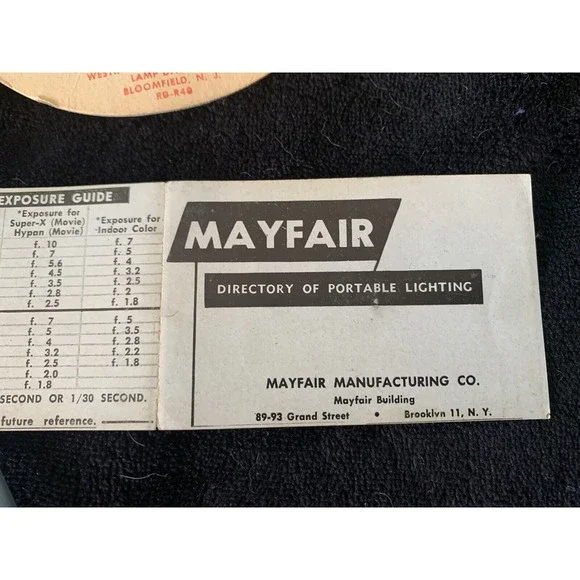 LAMP
BLOOMFIELD, N. J.
RD-R40
EXPOSURE GUIDE
*Exposure for Super-X (Movie) Hypan (Movie)
*Exposure for Indoor Color
f. 10 f. 7
f. 7 f. 5
f. 5.6 f. 4
f. 4.5 f. 3.2
f. 3.5 f. 2.5
f. 2.8 f. 2
f. 2.5 f. 1.8
f. 7 f. 5
f. 5 f. 3.5
f. 4 f. 2.8
f. 3.2 f. 2.2
f. 2.5 f. 1.8
f. 2.0
f. 1.8
SECOND OR 1/30 SECOND.
future reference.
MAYFAIR
DIRECTORY OF PORTABLE LIGHTING
MAYFAIR MANUFACTURING CO.
Mayfair Building
89-93 Grand Street • Brooklyn 11, N. Y.